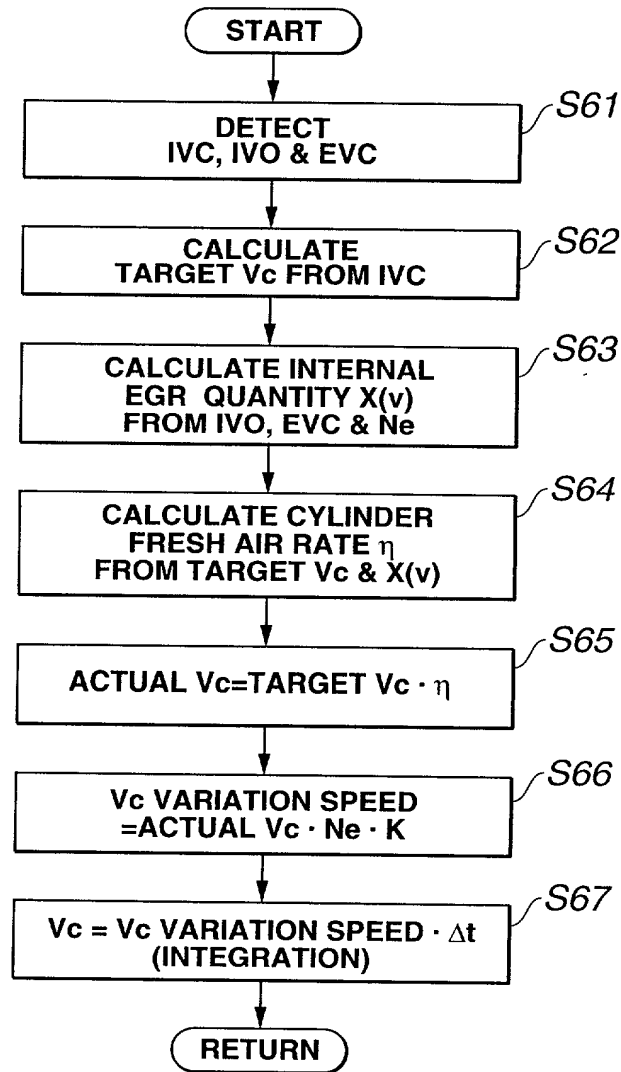 START
S61
DETECT
IVC, IVO & EVC
S62
CALCULATE
TARGET Vc FROM IVC
S63
CALCULATE INTERNAL
EGR QUANTITY X(v)
FROM IVO, EVC & Ne
S64
CALCULATE CYLINDER
FRESH AIR RATE η
FROM TARGET Vc & X(v)
S65
ACTUAL Vc=TARGET Vc · η
S66
Vc VARIATION SPEED
=ACTUAL Vc · Ne · K
S67
Vc = Vc VARIATION SPEED · Δt
(INTEGRATION)
RETURN